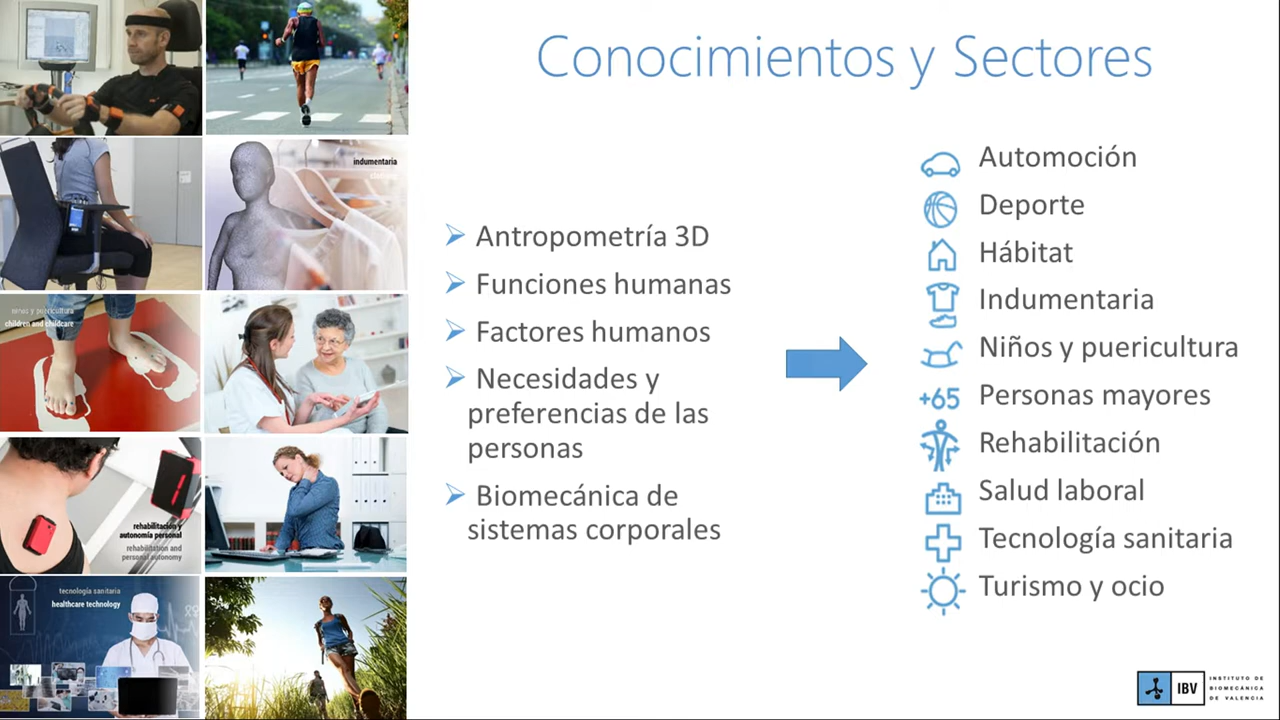 Conocimientos y Sectores
indumentaria
children and childcare
rehabilitación y
autonomía personal
rehabilitation and
personal autonomy
tecnología sanitaria
healthcare technology
➢ Antropometría 3D
➢ Funciones humanas
➢ Factores humanos
➢ Necesidades y
preferencias de las
personas
➢ Biomecánica de
sistemas corporales
Automoción
Deporte
Hábitat
Indumentaria
Niños y puericultura
+65 Personas mayores
Rehabilitación
Salud laboral
Tecnología sanitaria
Turismo y ocio
IBV
INSTITUTO DE
BIOMECÁNICA
DE VALENCIA